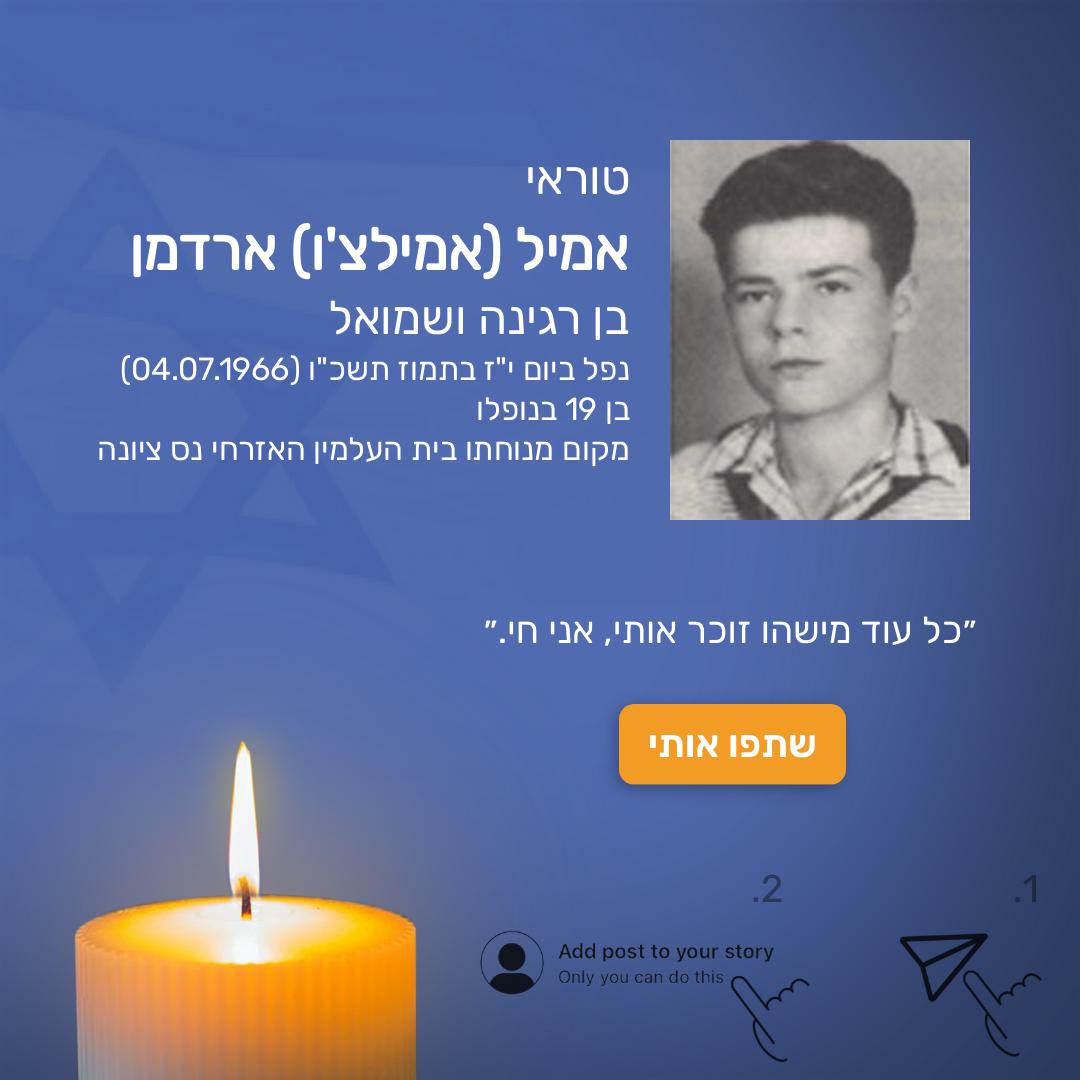 טוראי
אמיל (אמילצ'ו) ארדמן
בן רגינה ושמואל
נפל ביום י"ז בתמוז תשכ"ו (04.07.1966)
בן 19 בנופלו
מקום מנוחתו בית העלמין האזרחי נס ציונה
״כל עוד מישהו זוכר אותי, אני חי.״
שתפו אותי
1.
2.
Add post to your story
Only you can do this